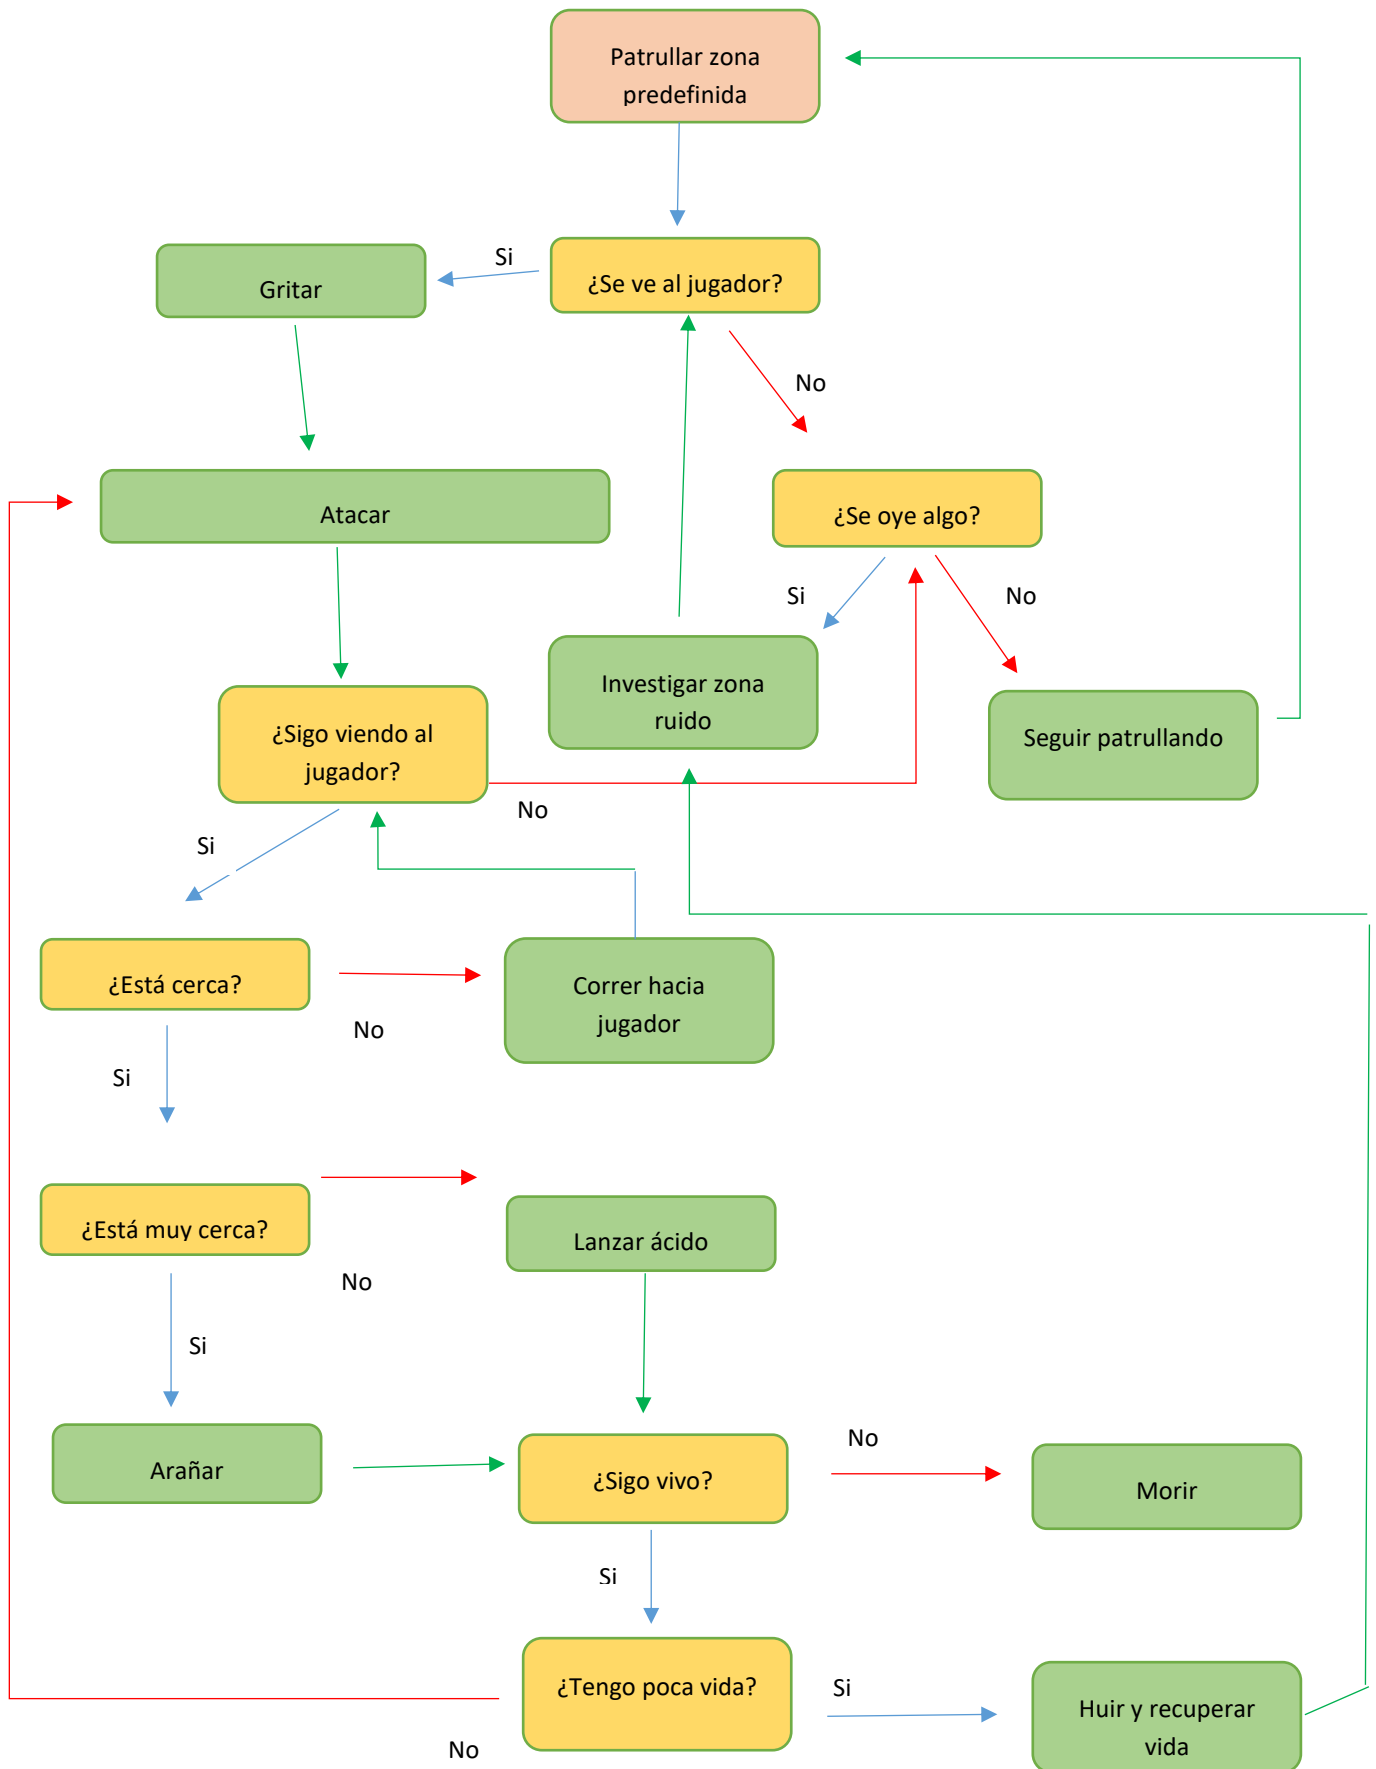 Patrullar zona
predefinida
Si
¿Se ve al jugador?
Gritar
No
Atacar
¿Se oye algo?
Si
No
Investigar zona
ruido
Seguir patrullando
¿Sigo viendo al
jugador?
No
Si
¿Está cerca?
Correr hacia
jugador
No
Si
¿Está muy cerca?
Lanzar ácido
No
Si
Arañar
¿Sigo vivo?
No
Morir
Si
¿Tengo poca vida?
Si
Huir y recuperar
vida
No